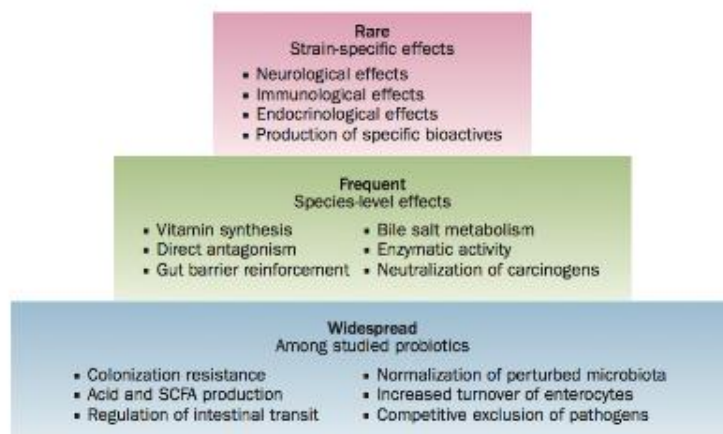 Rare
Strain-specific effects
▪ Neurological effects
▪ Immunological effects
▪ Endocrinological effects
▪ Production of specific bioactives
Frequent
Species-level effects
▪ Vitamin synthesis
▪ Direct antagonism
▪ Gut barrier reinforcement
▪ Bile salt metabolism
▪ Enzymatic activity
▪ Neutralization of carcinogens
Widespread
Among studied probiotics
▪ Colonization resistance
▪ Acid and SCFA production
▪ Regulation of intestinal transit
▪ Normalization of perturbed microbiota
▪ Increased turnover of enterocytes
▪ Competitive exclusion of pathogens